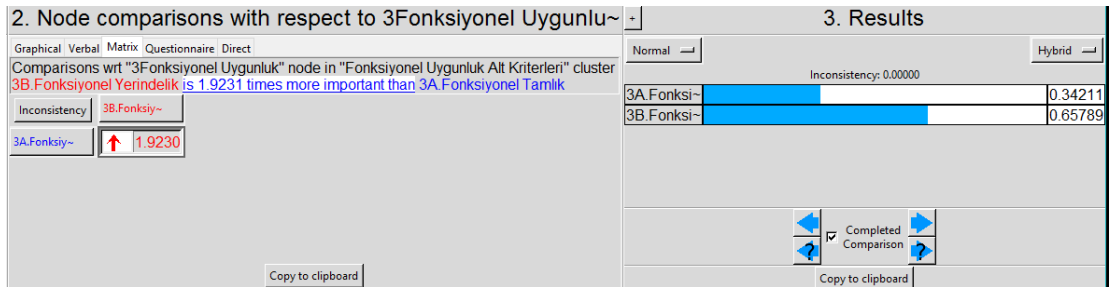 2. Node comparisons with respect to 3Fonksiyonel Uygunlu~
Graphical Verbal Matrix Questionnaire Direct
Comparisons wrt "3Fonksiyonel Uygunluk" node in "Fonksiyonel Uygunluk Alt Kriterleri" cluster
3B.Fonksiyonel Yerindelik is 1.9231 times more important than 3A.Fonksiyonel Tamlık
Inconsistency 3B.Fonksiy~
3A.Fonksiy~ 1.9230
Copy to clipboard
+ 3. Results
Normal Hybrid
Inconsistency: 0.00000
3A.Fonksi~ 0.34211
3B.Fonksi~ 0.65789
Completed
Comparison
? ?
Copy to clipboard